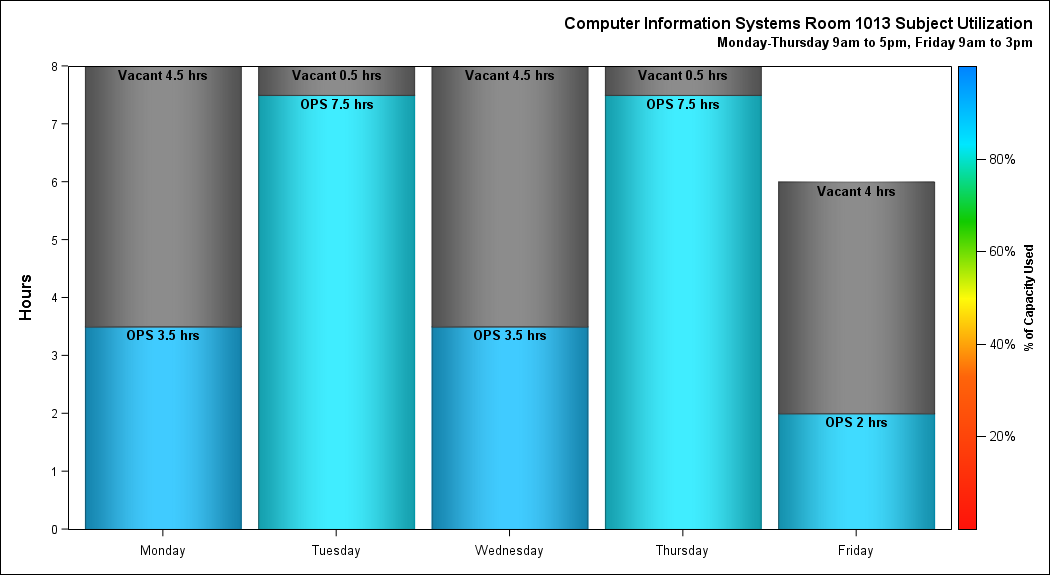 Computer Information Systems Room 1013 Subject Utilization
Monday-Thursday 9am to 5pm, Friday 9am to 3pm
8
7
6
5
4
3
2
1
0
Hours
Vacant 4.5 hrs
OPS 3.5 hrs
Vacant 0.5 hrs
OPS 7.5 hrs
Vacant 4.5 hrs
OPS 3.5 hrs
Vacant 0.5 hrs
OPS 7.5 hrs
Vacant 4 hrs
OPS 2 hrs
Monday
Tuesday
Wednesday
Thursday
Friday
80%
60%
40%
20%
% of Capacity Used